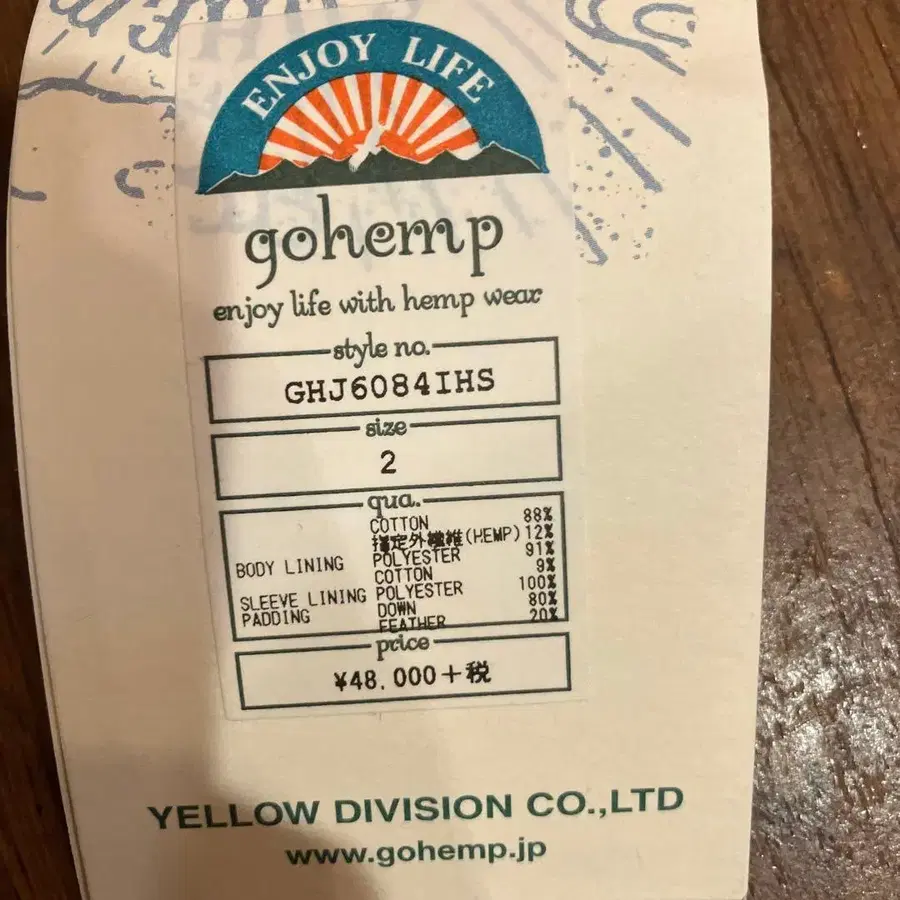 ENJOY LIFE
gohemp
enjoy life with hemp wear
style no.
GHJ6084IHS
size
2
qua.
COTTON 88%
指定外繊維(HEMP) 12%
BODY LINING POLYESTER 91%
COTTON 9%
SLEEVE LINING POLYESTER 100%
PADDING DOWN 80%
FEATHER 20%
price
¥48,000+税
YELLOW DIVISION CO.,LTD
www.gohemp.jp